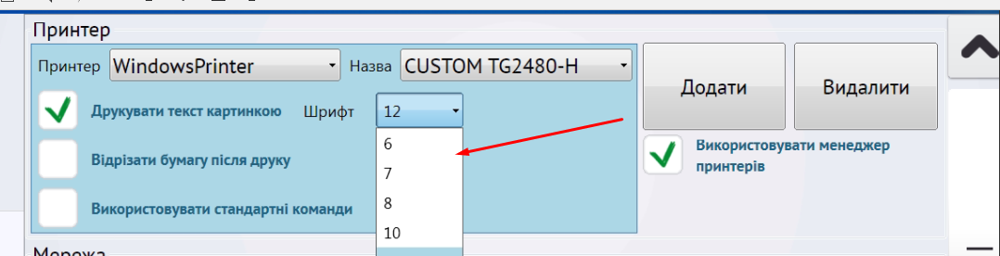 Принтер
Принтер WindowsPrinter Назва CUSTOM TG2480-H
Додати Видалити
Друкувати текст картинкою Шрифт 12
6
Використовувати менеджер
принтерів
Відрізати бумагу після друку
7
8
Використовувати стандартні команди
10
Мережа